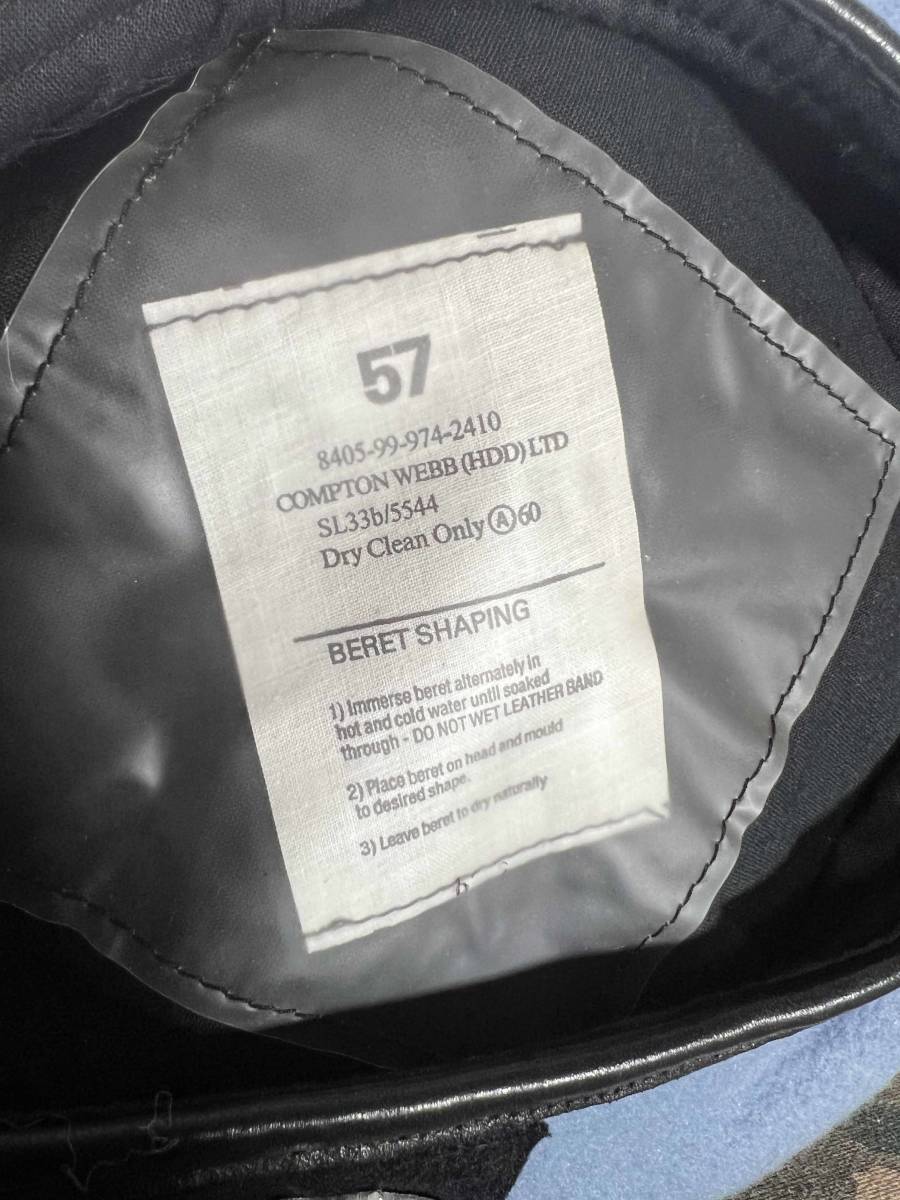 57
8405-99-974-2410
COMPTON WEBB (HDD) LTD
SL33b/5544
Dry Clean Only Ⓐ60
BERET SHAPING
1) Immerse beret alternately in
hot and cold water until soaked
through - DO NOT WET LEATHER BAND
2) Place beret on head and mould
to desired shape.
3) Leave beret to dry naturally